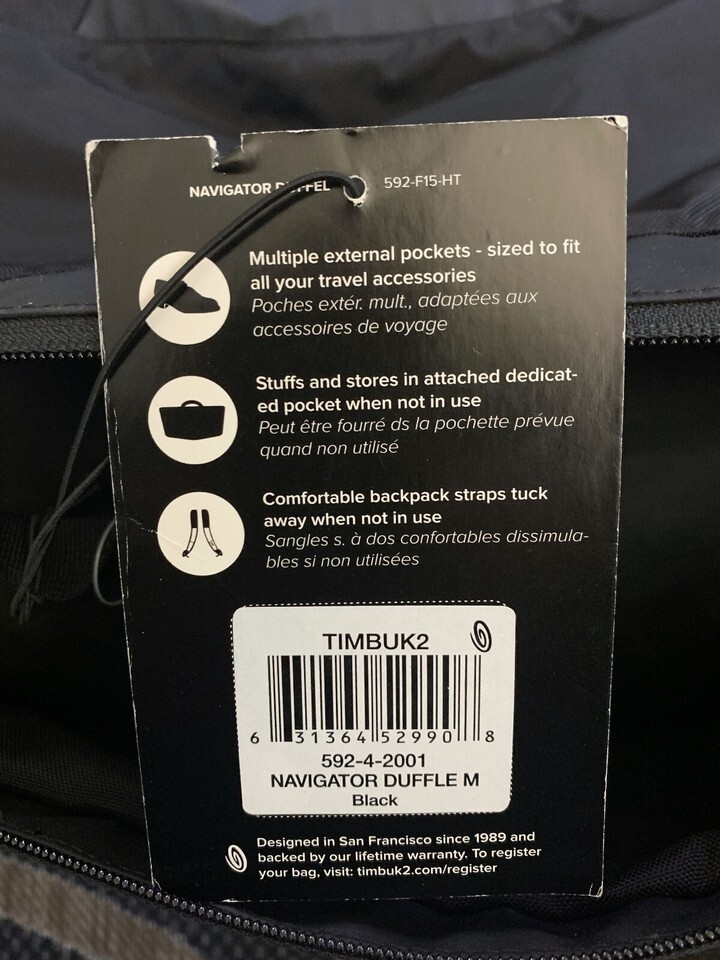 NAVIGATOR DUFFEL 592-F15-HT
Multiple external pockets - sized to fit
all your travel accessories
Poches extér. mult., adaptées aux
accessoires de voyage
Stuffs and stores in attached dedicat-
ed pocket when not in use
Peut être fourré ds la pochette prévue
quand non utilisé
Comfortable backpack straps tuck
away when not in use
Sangles s. à dos confortables dissimula-
bles si non utilisées
TIMBUK2
6 31364 52990 8
592-4-2001
NAVIGATOR DUFFLE M
Black
Designed in San Francisco since 1989 and
backed by our lifetime warranty. To register
your bag, visit: timbuk2.com/register